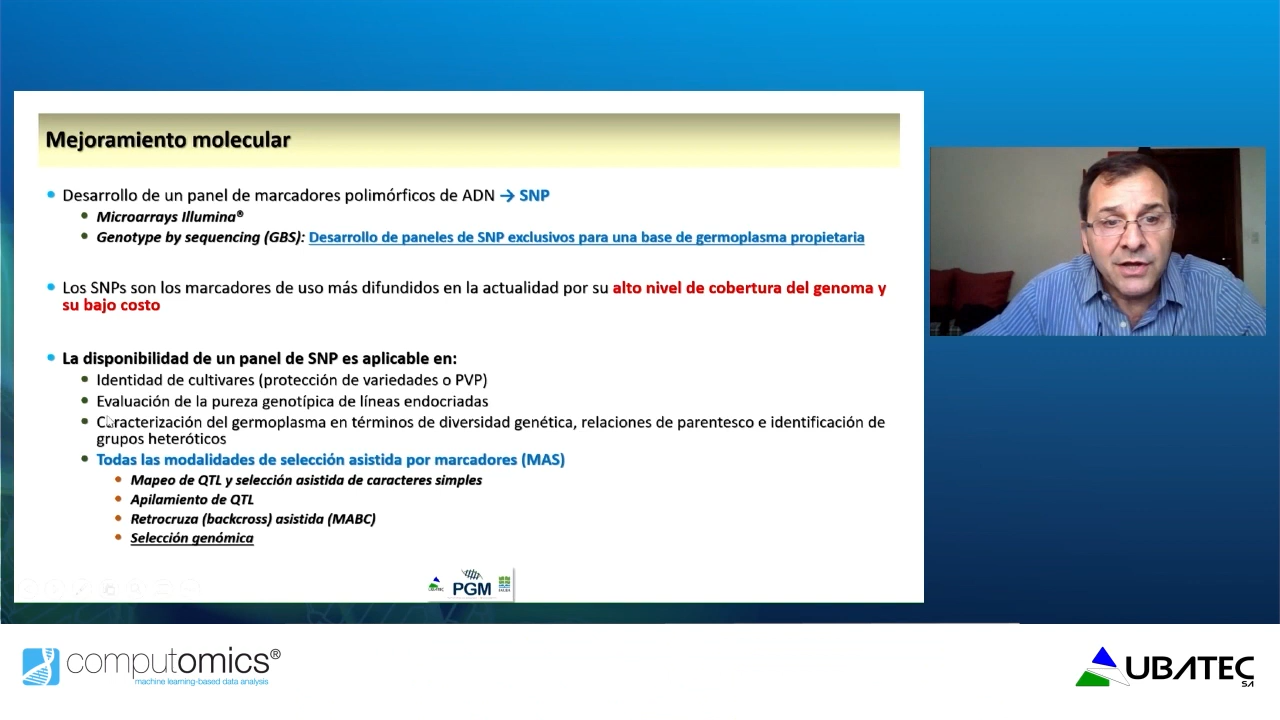 Mejoramiento molecular
Desarrollo de un panel de marcadores polimórficos de ADN → SNP
Microarrays Illumina®
Genotype by sequencing (GBS): Desarrollo de paneles de SNP exclusivos para una base de germoplasma propietaria
Los SNPs son los marcadores de uso más difundidos en la actualidad por su alto nivel de cobertura del genoma y
su bajo costo
La disponibilidad de un panel de SNP es aplicable en:
Identidad de cultivares (protección de variedades o PVP)
Evaluación de la pureza genotípica de líneas endocriadas
Caracterización del germoplasma en términos de diversidad genética, relaciones de parentesco e identificación de
grupos heteróticos
Todas las modalidades de selección asistida por marcadores (MAS)
Mapeo de QTL y selección asistida de caracteres simples
Apilamiento de QTL
Retrocruza (backcross) asistida (MABC)
Selección genómica
PGM
computomics®
machine learning-based data analysis
UBATEC
SA